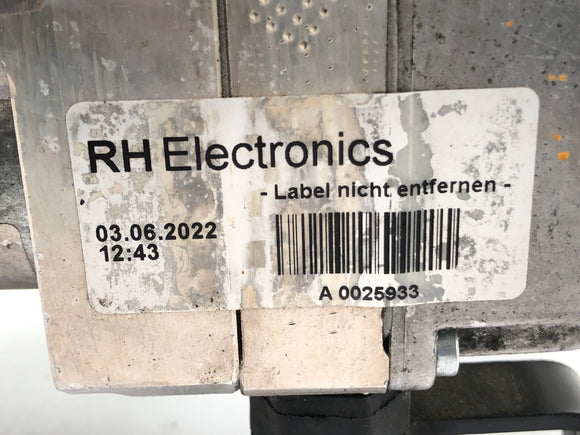 RH Electronics
- Label nicht entfernen -
03.06.2022
12:43
A 0025933